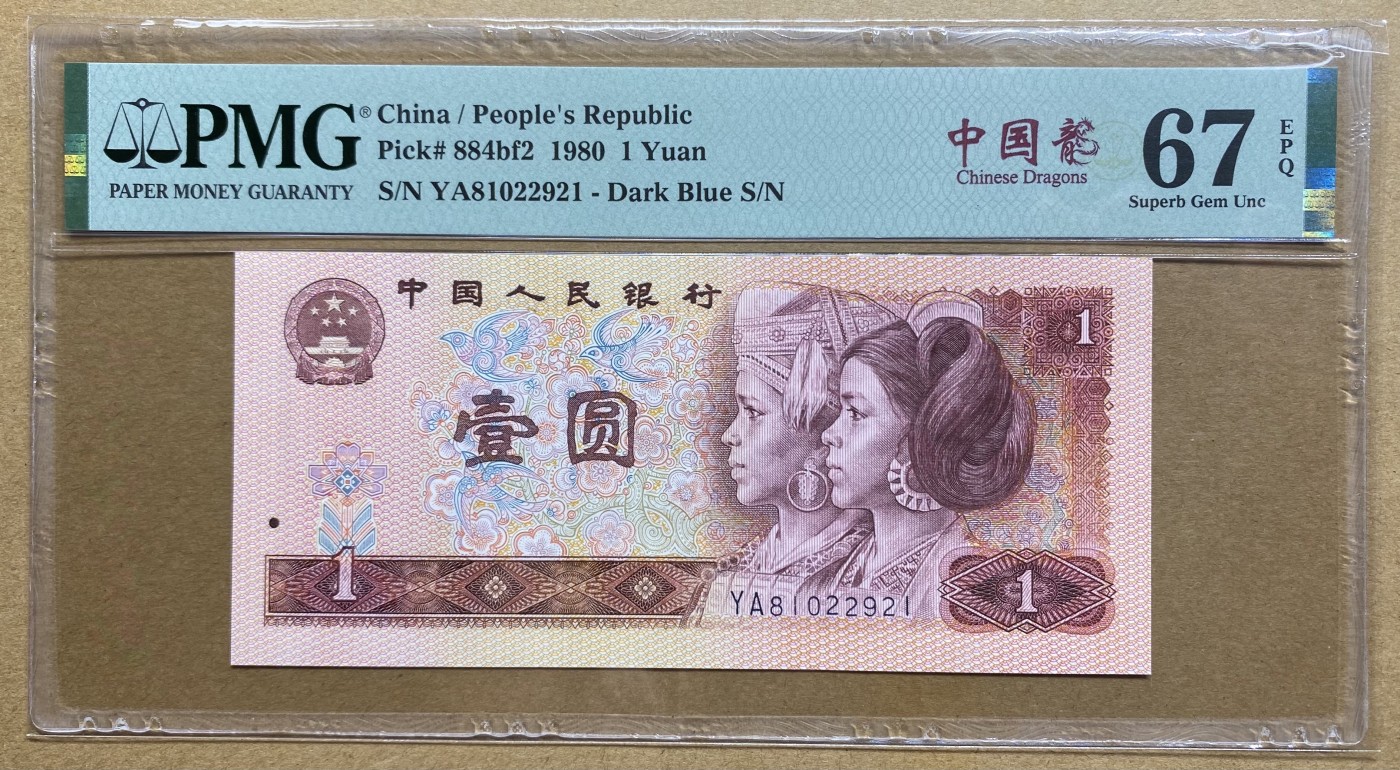 PMG®
PAPER MONEY GUARANTY
China / People's Republic
Pick# 884bf2 1980 1 Yuan
S/N YA81022921 - Dark Blue S/N
中国龍
Chinese Dragons
67
EPQ
Superb Gem Unc
中国人民银行
1
壹圆
1
YA81022921
1